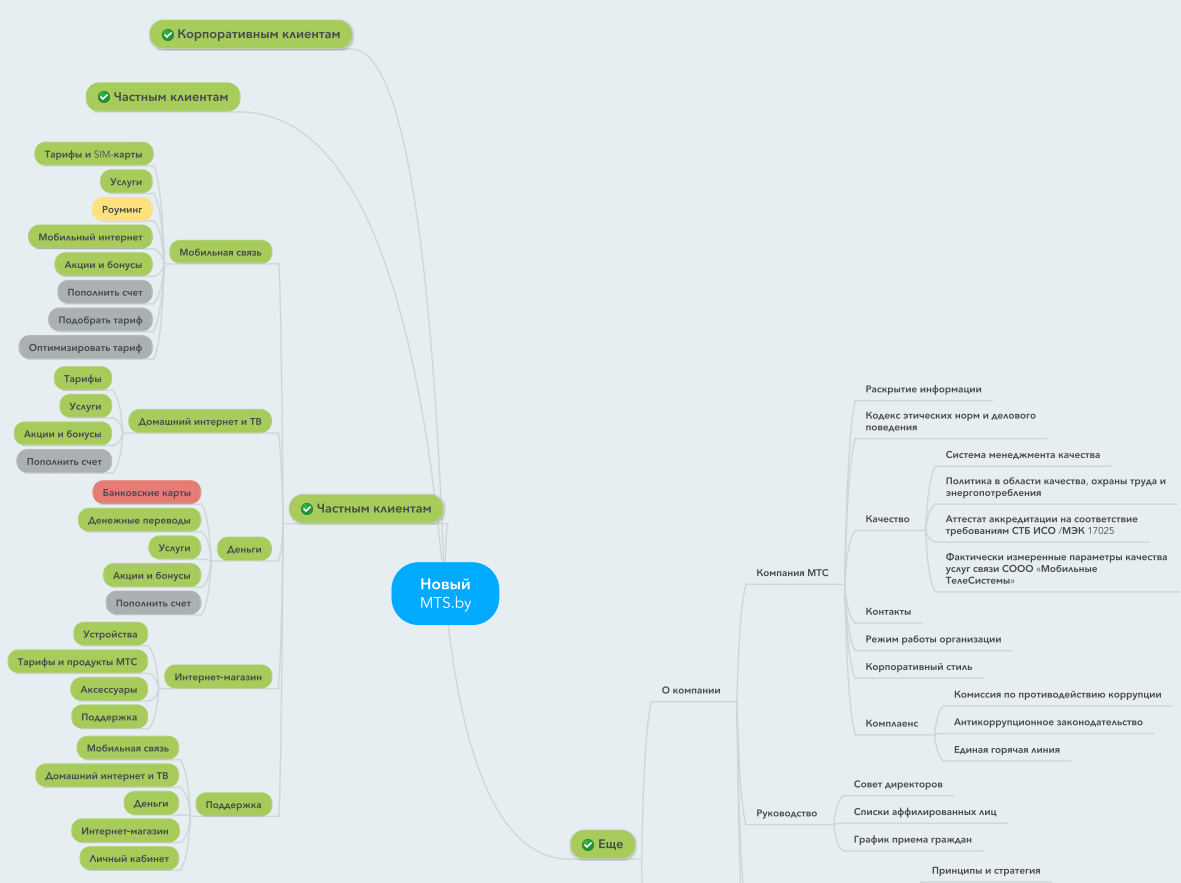 Корпоративным клиентам
Частным клиентам
Тарифы и SIM-карты
Услуги
Роуминг
Мобильный интернет
Акции и бонусы
Пополнить счет
Подобрать тариф
Оптимизировать тариф
Мобильная связь
Тарифы
Услуги
Акции и бонусы
Пополнить счет
Домашний интернет и ТВ
Банковские карты
Денежные переводы
Услуги
Акции и бонусы
Пополнить счет
Деньги
Устройства
Тарифы и продукты МТС
Аксессуары
Поддержка
Интернет-магазин
Мобильная связь
Домашний интернет и ТВ
Деньги
Интернет-магазин
Личный кабинет
Поддержка
Частным клиентам
Новый
MTS.by
Еще
О компании
Компания МТС
Раскрытие информации
Кодекс этических норм и делового
поведения
Качество
Система менеджмента качества
Политика в области качества, охраны труда и
энергопотребления
Аттестат аккредитации на соответствие
требованиям СТБ ИСО /МЭК 17025
Фактически измеренные параметры качества
услуг связи СООО «Мобильные
ТелеСистемы»
Контакты
Режим работы организации
Корпоративный стиль
Комплаенс
Комиссия по противодействию коррупции
Антикоррупционное законодательство
Единая горячая линия
Руководство
Совет директоров
Списки аффилированных лиц
График приема граждан
Принципы и стратегия